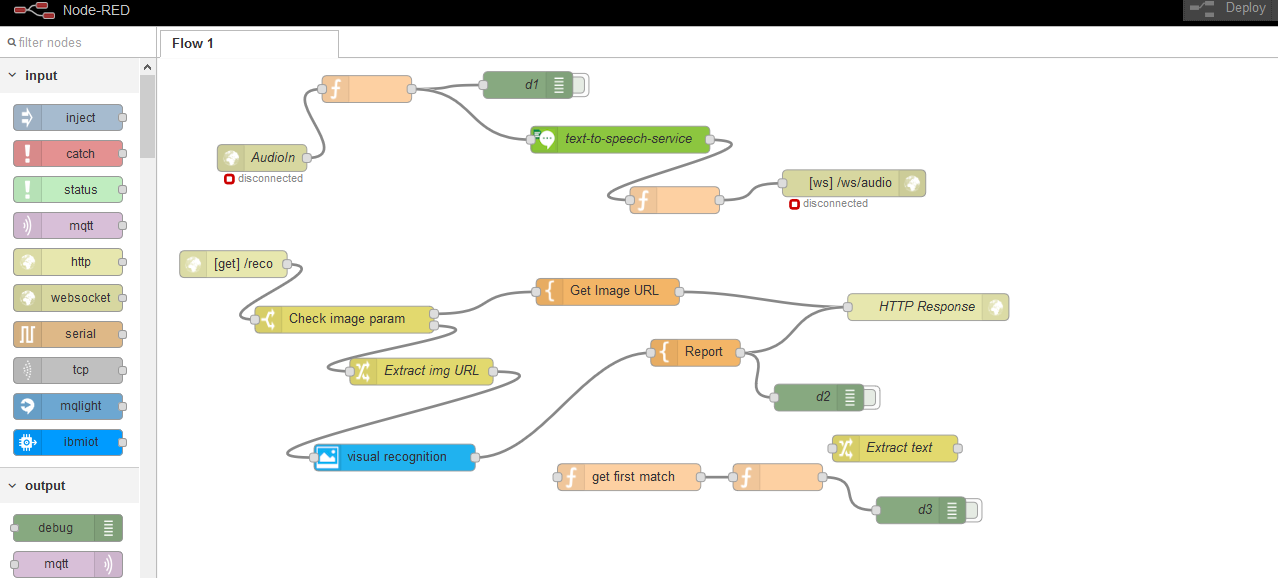 Node-RED
Deploy
filter nodes
Flow 1
input
inject
catch
status
mqtt
http
websocket
serial
tcp
mqlight
ibmiot
output
debug
mqtt
f
d1
text-to-speech-service
AudioIn
disconnected
f
[ws] /ws/audio
disconnected
[get] /reco
Get Image URL
Check image param
HTTP Response
Report
Extract img URL
d2
visual recognition
Extract text
f get first match
f
d3